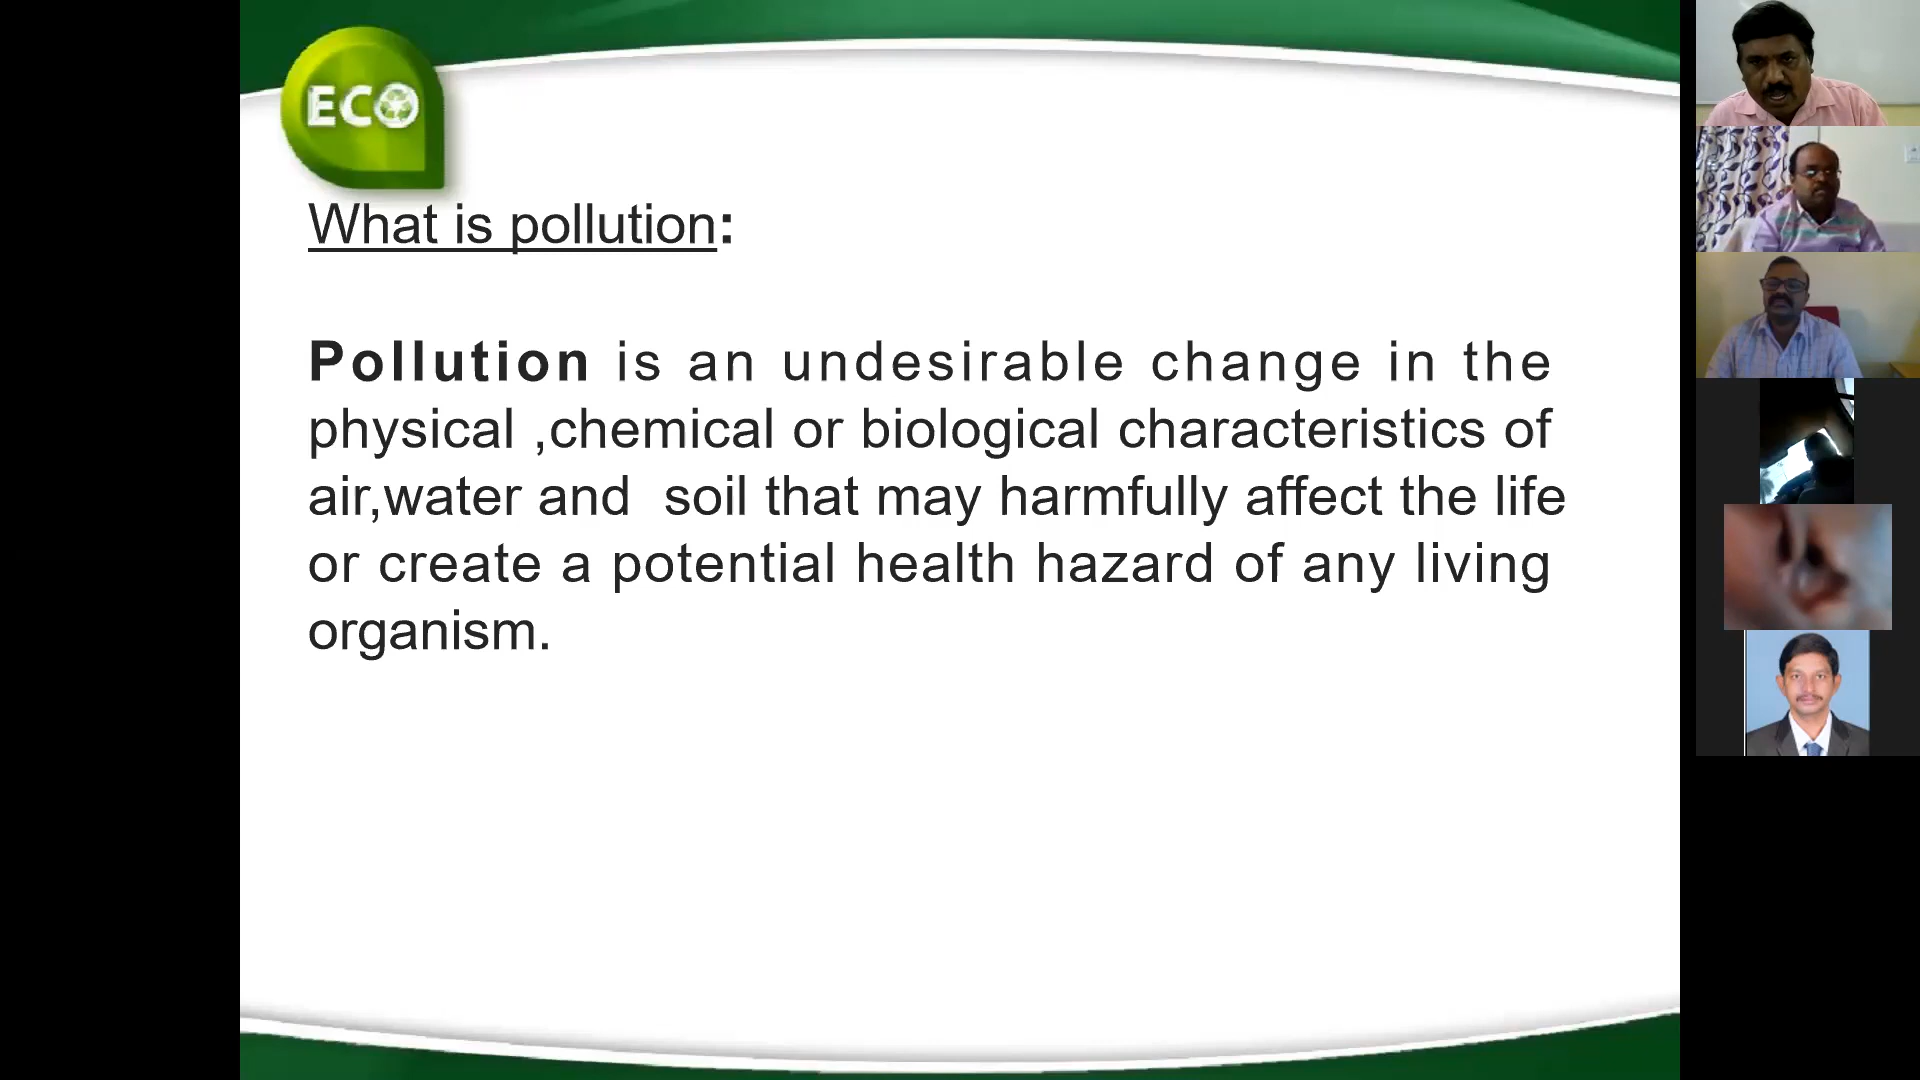 ECO
What is pollution:
Pollution is an undesirable change in the
physical ,chemical or biological characteristics of
air,water and  soil that may harmfully affect the life
or create a potential health hazard of any living
organism.